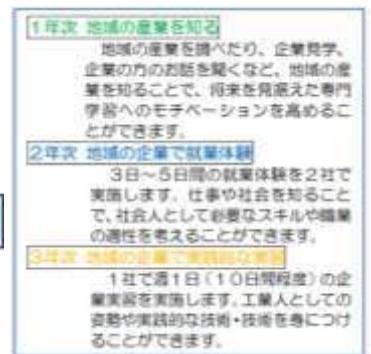 1年次 地域の産業を知る
地域の産業を調べたり、企業見学、
企業の方のお話を聞くなど、地域の産
業を知ることで、将来を見据えた専門
学習へのモチベーションを高めるこ
とができます。
2年次 地域の企業で就業体験
3日～5日間の就業体験を2社で
実施します。仕事や社会を知ること
で、社会人として必要なスキルや職業
の適性を考えることができます。
3年次 地域の企業で実践的な実習
1社で週1日(10日間程度)の企
業実習を実施します。工業人としての
姿勢や実践的な技術・技術を身につけ
ることができます。